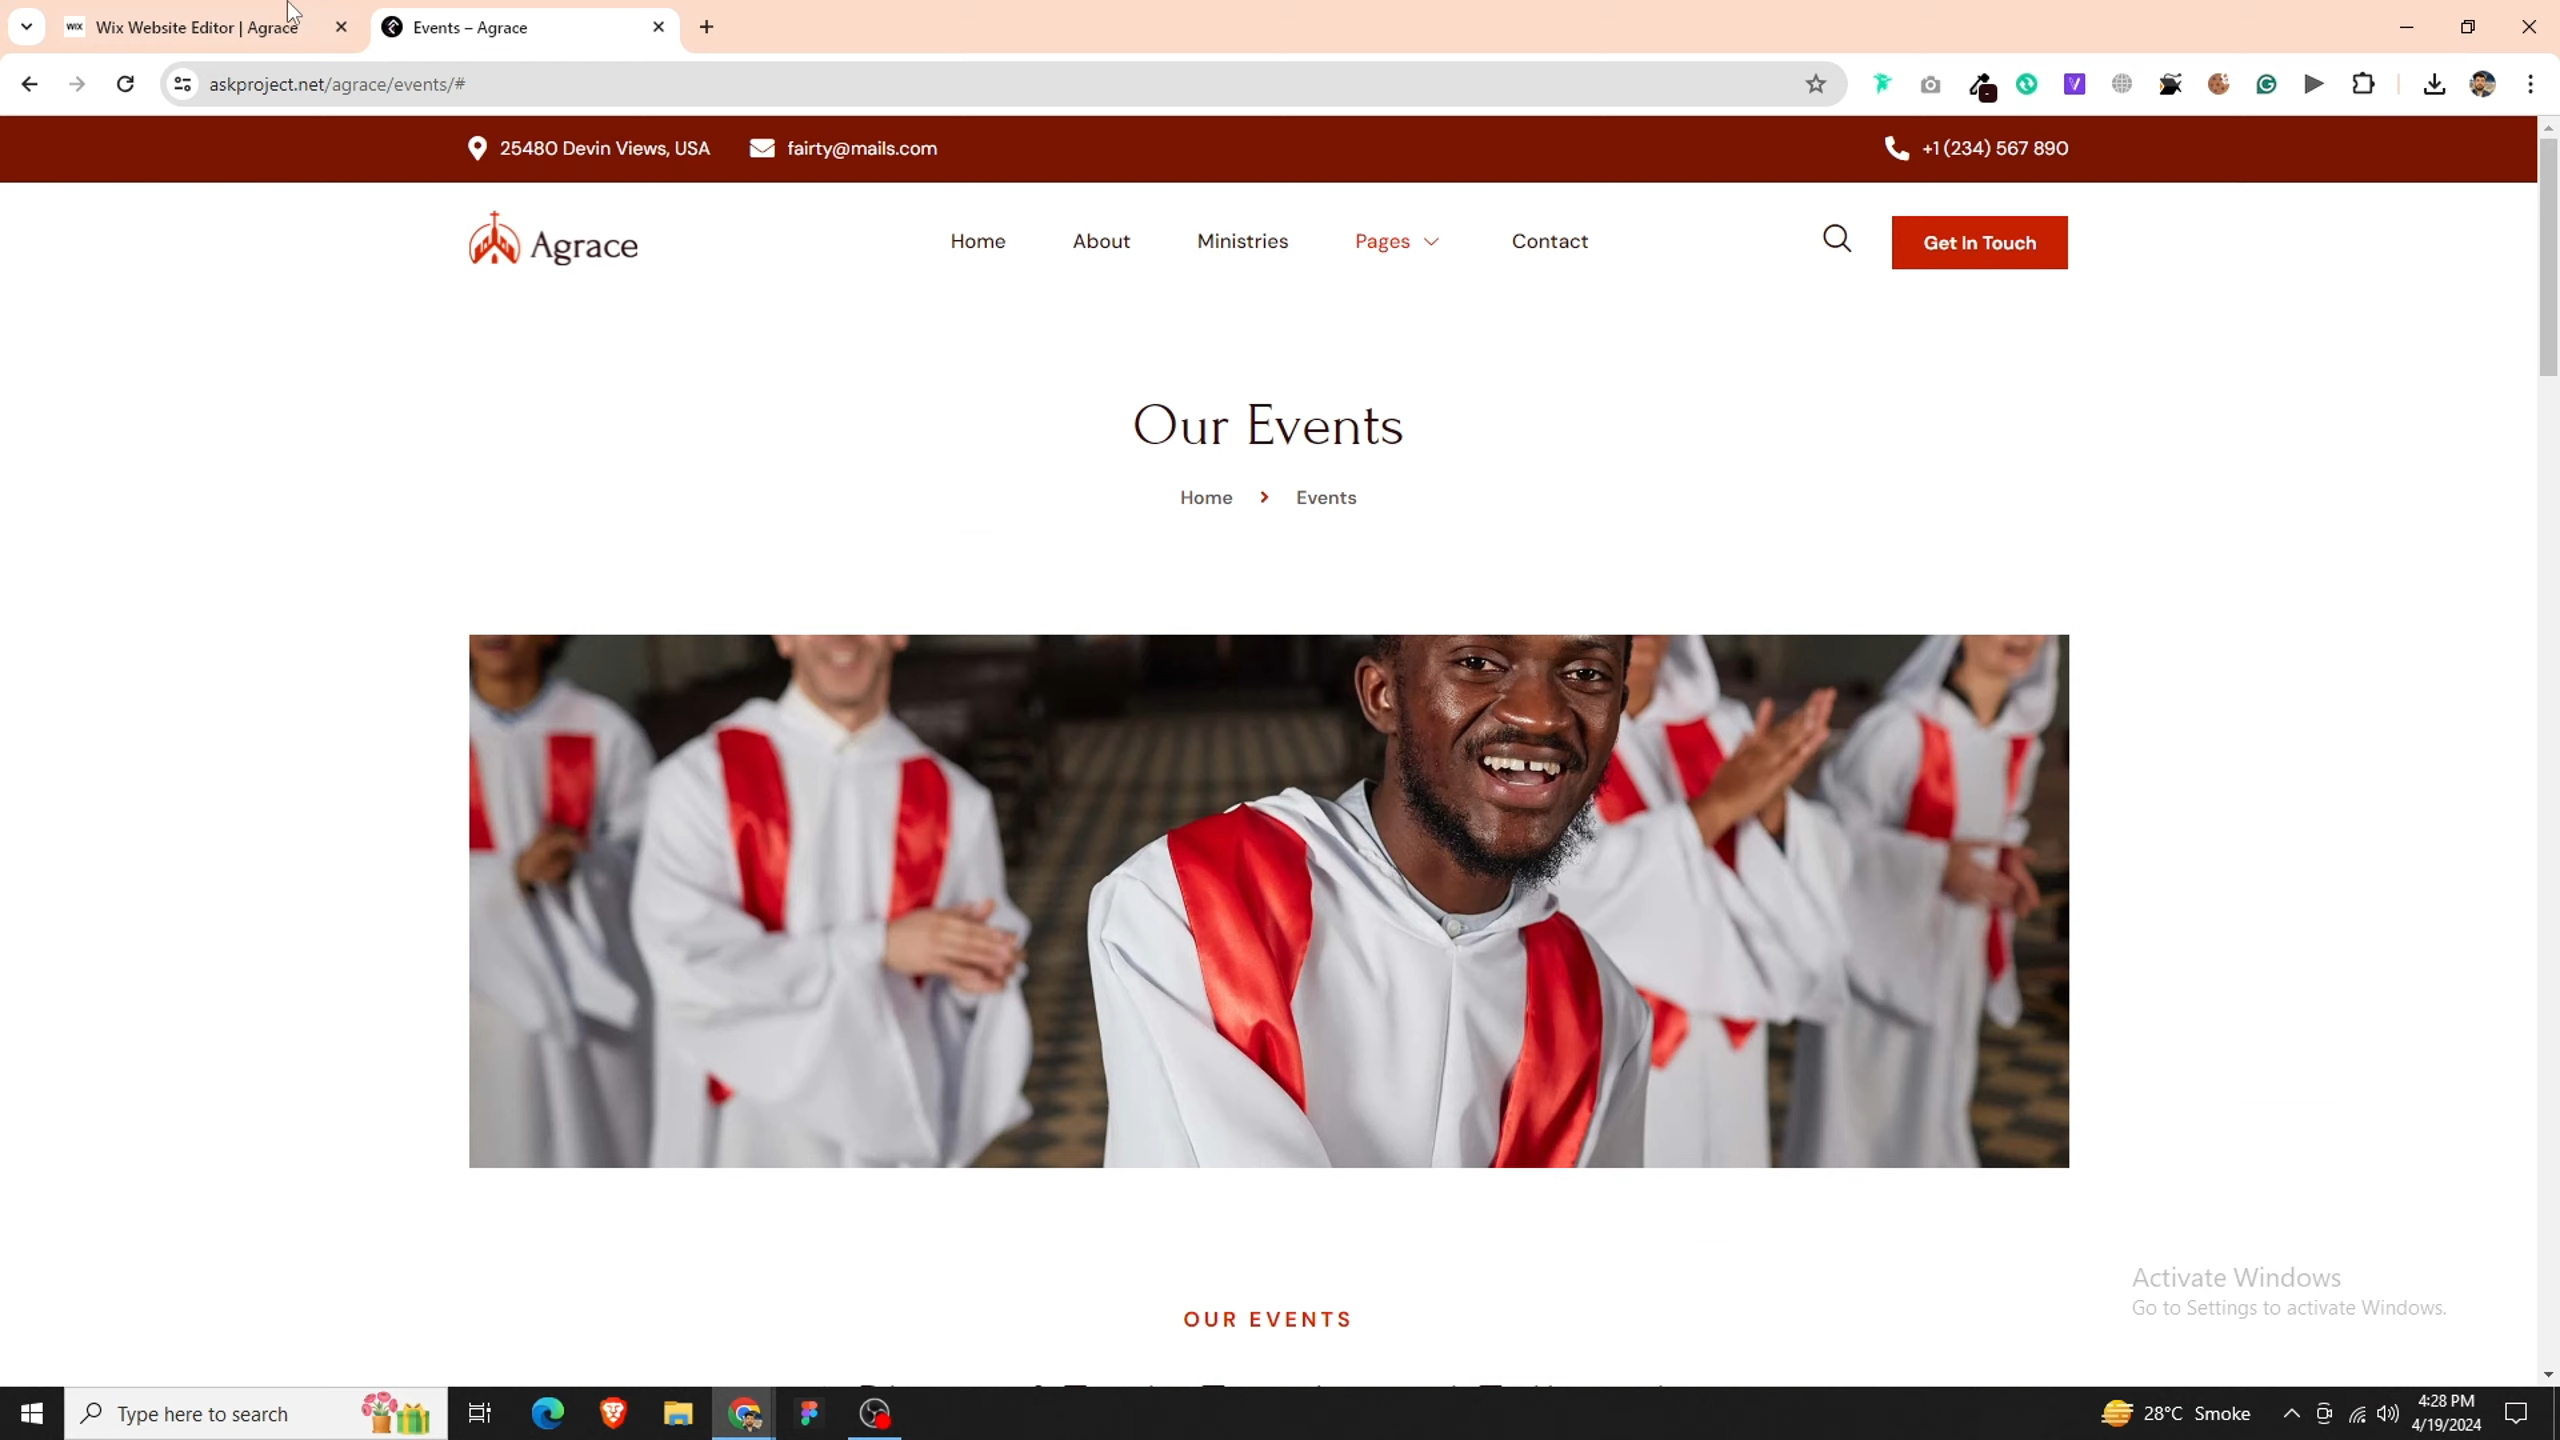 WIX Wix Website Editor | Agrace
Events – Agrace
askproject.net/agrace/events/#
25480 Devin Views, USA
fairty@mails.com
+1 (234) 567 890
Agrace
Home
About
Ministries
Pages
Contact
Get In Touch
Our Events
Home
Events
OUR EVENTS
Activate Windows
Go to Settings to activate Windows.
Type here to search
28°C Smoke
4:28 PM
4/19/2024